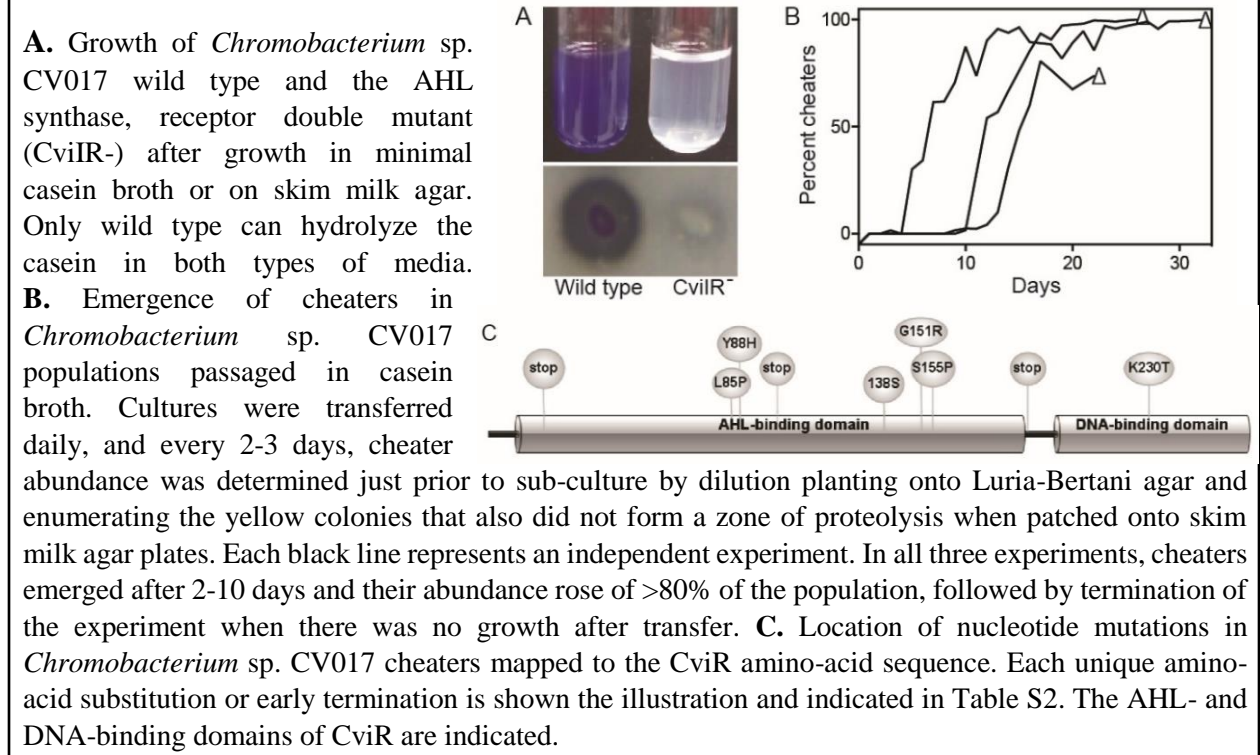 A. Growth of Chromobacterium sp.
CV017 wild type and the AHL
synthase, receptor double mutant
(CviIR-) after growth in minimal
casein broth or on skim milk agar.
Only wild type can hydrolyze the
casein in both types of media.
B. Emergence of cheaters in
Chromobacterium sp. CV017
populations passaged in casein
broth. Cultures were transferred
daily, and every 2-3 days, cheater
abundance was determined just prior to sub-culture by dilution planting onto Luria-Bertani agar and
enumerating the yellow colonies that also did not form a zone of proteolysis when patched onto skim
milk agar plates. Each black line represents an independent experiment. In all three experiments, cheaters
emerged after 2-10 days and their abundance rose of >80% of the population, followed by termination of
the experiment when there was no growth after transfer. C. Location of nucleotide mutations in
Chromobacterium sp. CV017 cheaters mapped to the CviR amino-acid sequence. Each unique amino-
acid substitution or early termination is shown the illustration and indicated in Table S2. The AHL- and
DNA-binding domains of CviR are indicated.
A
Wild type CviIR-
B
Percent cheaters
100
50
0
0 10 20 30
Days
C
stop
Y88H
L85P
stop
138S
G151R
S155P
stop
K230T
AHL-binding domain
DNA-binding domain